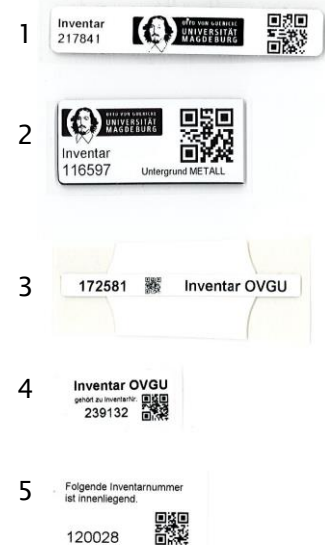 1
Inventar
217841
OTTO VON GUERICKE
UNIVERSITÄT
MAGDEBURG
2
OTTO VON GUERICKE
UNIVERSITÄT
MAGDEBURG
Inventar
116597
Untergrund METALL
3
172581 Inventar OVGU
4
Inventar OVGU
gehört zu InventarNr.
239132
5
Folgende Inventarnummer
ist innenliegend.
120028